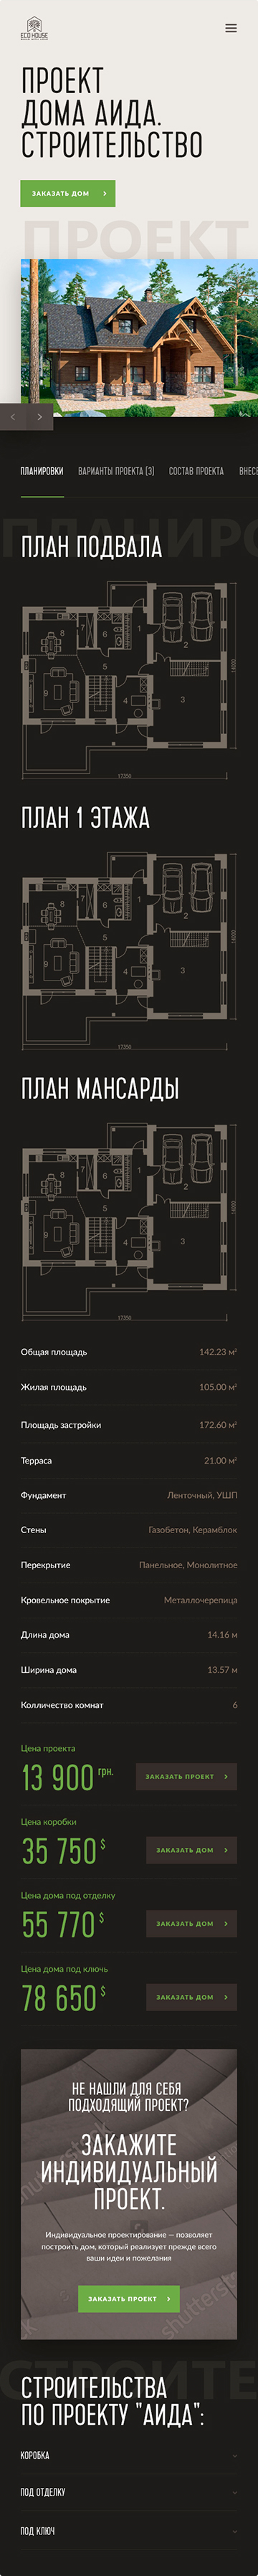 ECO HOUSE
ПРОЕКТ
ДОМА АИДА.
СТРОИТЕЛЬСТВО
ЗАКАЗАТЬ ДОМ
ПРОЕКТ
ПЛАНИРОВКИ ВАРИАНТЫ ПРОЕКТА (3) СОСТАВ ПРОЕКТА ВНЕСЕ
ПЛАНИРО
ПЛАН ПОДВАЛА
1
2
3
4
5
6
7
8
9
14000
17350
ПЛАН 1 ЭТАЖА
1
2
3
4
5
6
7
8
9
14000
17350
ПЛАН МАНСАРДЫ
1
2
3
4
5
6
7
8
9
14000
17350
Общая площадь 142.23 м²
Жилая площадь 105.00 м²
Площадь застройки 172.60 м²
Терраса 21.00 м²
Фундамент Ленточный, УШП
Стены Газобетон, Керамблок
Перекрытие Панельное, Монолитное
Кровельное покрытие Металлочерепица
Длина дома 14.16 м
Ширина дома 13.57 м
Колличество комнат 6
Цена проекта
13 900 грн. ЗАКАЗАТЬ ПРОЕКТ
Цена коробки
35 750 $ ЗАКАЗАТЬ ДОМ
Цена дома под отделку
55 770 $ ЗАКАЗАТЬ ДОМ
Цена дома под ключь
78 650 $ ЗАКАЗАТЬ ДОМ
НЕ НАШЛИ ДЛЯ СЕБЯ
ПОДХОДЯЩИЙ ПРОЕКТ?
ЗАКАЖИТЕ
ИНДИВИДУАЛЬНЫЙ
ПРОЕКТ.
Индивидуальное проектирование — позволяет
построить дом, который реализует прежде всего
ваши идеи и пожелания
ЗАКАЗАТЬ ПРОЕКТ
shutterstock
СТРОИТЕ
СТРОИТЕЛЬСТВА
ПО ПРОЕКТУ "АИДА":
КОРОБКА
ПОД ОТДЕЛКУ
ПОД КЛЮЧ